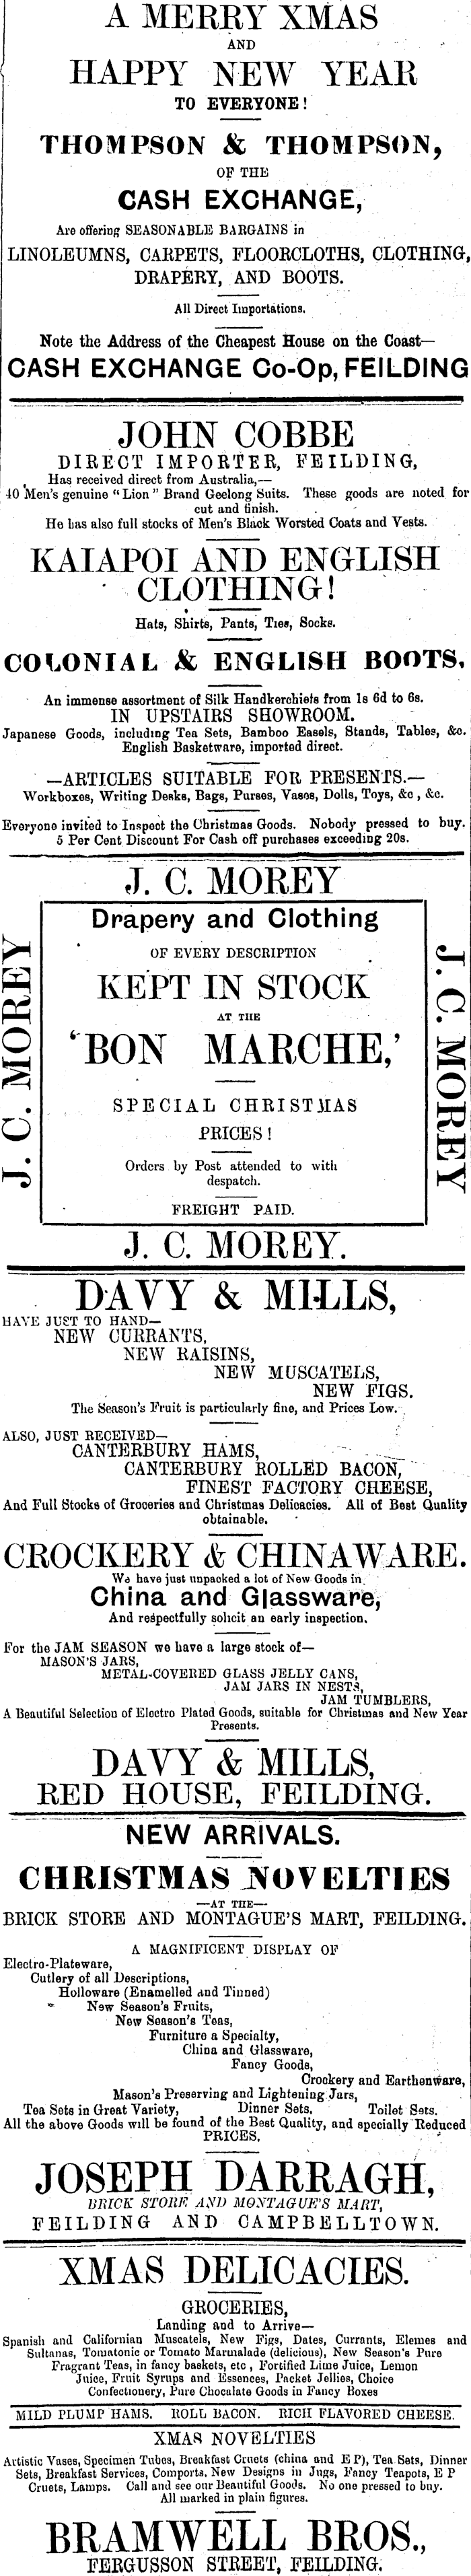 A MERRY XMAS
AND
HAPPY NEW YEAR
TO EVERYONE!
THOMPSON & THOMPSON,
OF THE
CASH EXCHANGE,
Are offering SEASONABLE BARGAINS in
LINOLEUMNS, CARPETS, FLOORCLOTHS, CLOTHING,
DRAPERY, AND BOOTS.
All Direct Importations.
Note the Address of the Cheapest House on the Coast—
CASH EXCHANGE Co-Op, FEILDING
JOHN COBBE
DIRECT IMPORTER, FEILDING,
Has received direct from Australia,—
40 Men's genuine "Lion" Brand Geelong Suits. These goods are noted for
cut and finish.
He has also full stocks of Men's Black Worsted Coats and Vests.
KAIAPOI AND ENGLISH
CLOTHING!
Hats, Shirts, Pants, Ties, Socks.
COLONIAL & ENGLISH BOOTS,
An immense assortment of Silk Handkerchiefs from 1s 6d to 6s.
IN UPSTAIRS SHOWROOM.
Japanese Goods, including Tea Sets, Bamboo Easels, Stands, Tables, &c.
English Basketware, imported direct.
—ARTICLES SUITABLE FOR PRESENTS.—
Workboxes, Writing Desks, Bags, Purses, Vases, Dolls, Toys, &c, &c.
Everyone invited to Inspect the Christmas Goods. Nobody pressed to buy.
5 Per Cent Discount For Cash off purchases exceeding 20s.
J. C. MOREY
J. C. MOREY
Drapery and Clothing
OF EVERY DESCRIPTION
KEPT IN STOCK
AT THE
'BON MARCHE,'
SPECIAL CHRISTMAS
PRICES!
Orders by Post attended to with
despatch.
FREIGHT PAID.
J. C. MOREY
J. C. MOREY.
DAVY & MILLS,
HAVE JUST TO HAND—
NEW CURRANTS,
NEW RAISINS,
NEW MUSCATELS,
NEW FIGS.
The Season's Fruit is particularly fine, and Prices Low.
ALSO, JUST RECEIVED—
CANTERBURY HAMS,
CANTERBURY ROLLED BACON,
FINEST FACTORY CHEESE,
And Full Stocks of Groceries and Christmas Delicacies. All of Best Quality
obtainable.
CROCKERY & CHINAWARE.
We have just unpacked a lot of New Goods in
China and Glassware,
And respectfully solicit an early inspection.
For the JAM SEASON we have a large stock of—
MASON'S JARS,
METAL-COVERED GLASS JELLY CANS,
JAM JARS IN NESTS,
JAM TUMBLERS,
A Beautiful Selection of Electro Plated Goods, suitable for Christmas and New Year
Presents.
DAVY & MILLS,
RED HOUSE, FEILDING.
NEW ARRIVALS.
CHRISTMAS NOVELTIES
—AT THE—
BRICK STORE AND MONTAGUE'S MART, FEILDING.
A MAGNIFICENT DISPLAY OF
Electro-Plateware,
Cutlery of all Descriptions,
Holloware (Enamelled and Tinned)
New Season's Fruits,
New Season's Teas,
Furniture a Specialty,
China and Glassware,
Fancy Goods,
Crockery and Earthenware,
Mason's Preserving and Lightening Jars,
Tea Sets in Great Variety, Dinner Sets, Toilet Sets.
All the above Goods will be found of the Best Quality, and specially Reduced
PRICES.
JOSEPH DARRAGH,
BRICK STORE AND MONTAGUE'S MART,
FEILDING AND CAMPBELLTOWN.
XMAS DELICACIES.
GROCERIES,
Landing and to Arrive—
Spanish and Californian Muscatels, New Figs, Dates, Currants, Elemes and
Sultanas, Tomatonic or Tomato Marmalade (delicious), New Season's Pure
Fragrant Teas, in fancy baskets, etc, Fortified Lime Juice, Lemon
Juice, Fruit Syrups and Essences, Packet Jellies, Choice
Confectionery, Pure Chocolate Goods in Fancy Boxes
MILD PLUMP HAMS. ROLL BACON. RICH FLAVORED CHEESE.
XMAS NOVELTIES
Artistic Vases, Specimen Tubes, Breakfast Cruets (china and E P), Tea Sets, Dinner
Sets, Breakfast Services, Comports. New Designs in Jugs, Fancy Teapots, E P
Cruets, Lamps. Call and see our Beautiful Goods. No one pressed to buy.
All marked in plain figures.
BRAMWELL BROS.,
FERGUSSON STREET, FEILDING.